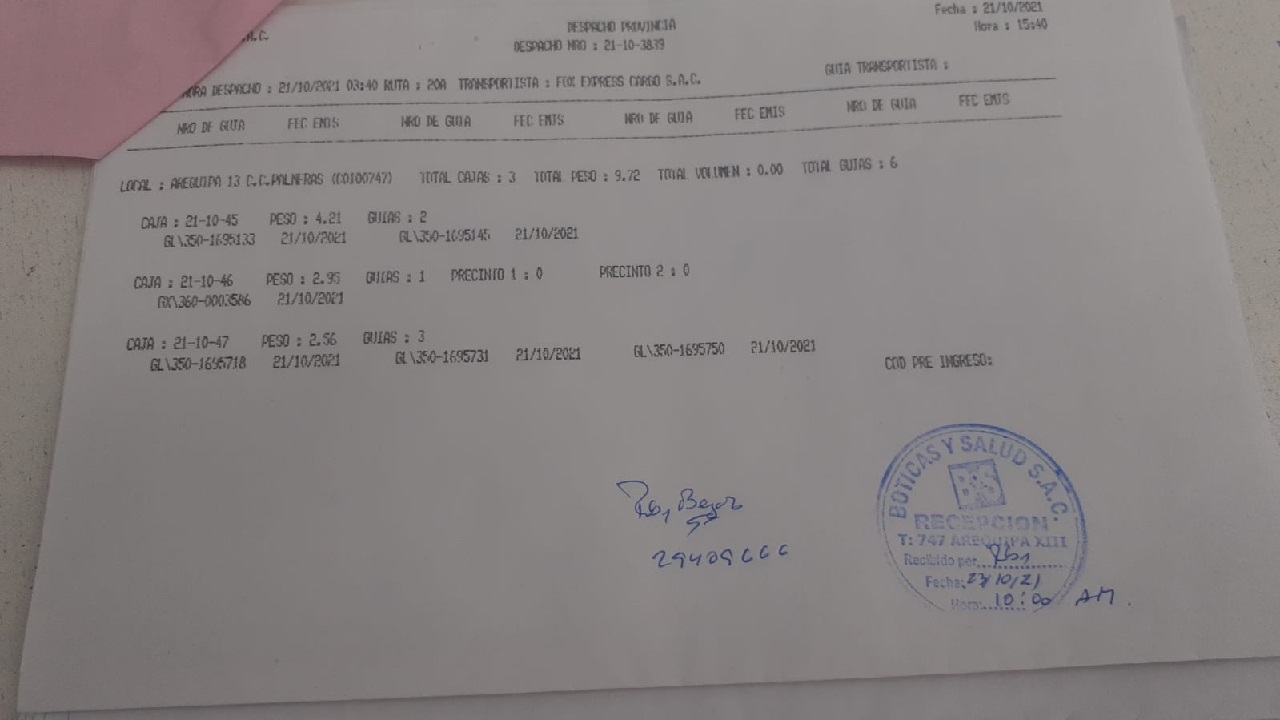 .A.C.
DESPACHO PROVINCIA
Fecha : 21/10/2021
DESPACHO NRO : 21-10-3839
Hora : 15:40
HORA DESPACHO : 21/10/2021 03:40 RUTA : 20A TRANSPORTISTA : FOX EXPRESS CARGO S.A.C. GUIA TRANSPORTISTA :
NRO DE GUIA FEC EMIS NRO DE GUIA FEC EMIS NRO DE GUIA FEC EMIS NRO DE GUIA FEC EMIS
LOCAL : AREQUIPA 13 C.C.PALMERAS (C0100747) TOTAL CAJAS : 3 TOTAL PESO : 9.72 TOTAL VOLUMEN : 0.00 TOTAL GUIAS : 6
CAJA : 21-10-45 PESO : 4.21 GUIAS : 2
GL\350-1695133 21/10/2021 GL\350-1695145 21/10/2021
CAJA : 21-10-46 PESO : 2.95 GUIAS : 1 PRECINTO 1 : 0 PRECINTO 2 : 0
RX\360-0003586 21/10/2021
CAJA : 21-10-47 PESO : 2.56 GUIAS : 3
GL\350-1695718 21/10/2021 GL\350-1695731 21/10/2021 GL\350-1695750 21/10/2021
COD PRE INGRESO:
29409666
BOTICAS Y SALUD S.A.C.
BS
RECEPCION
T: 747 AREQUIPA XIII
Recibido por
Fecha: 27/10/21
Hora: 10:00 AM.